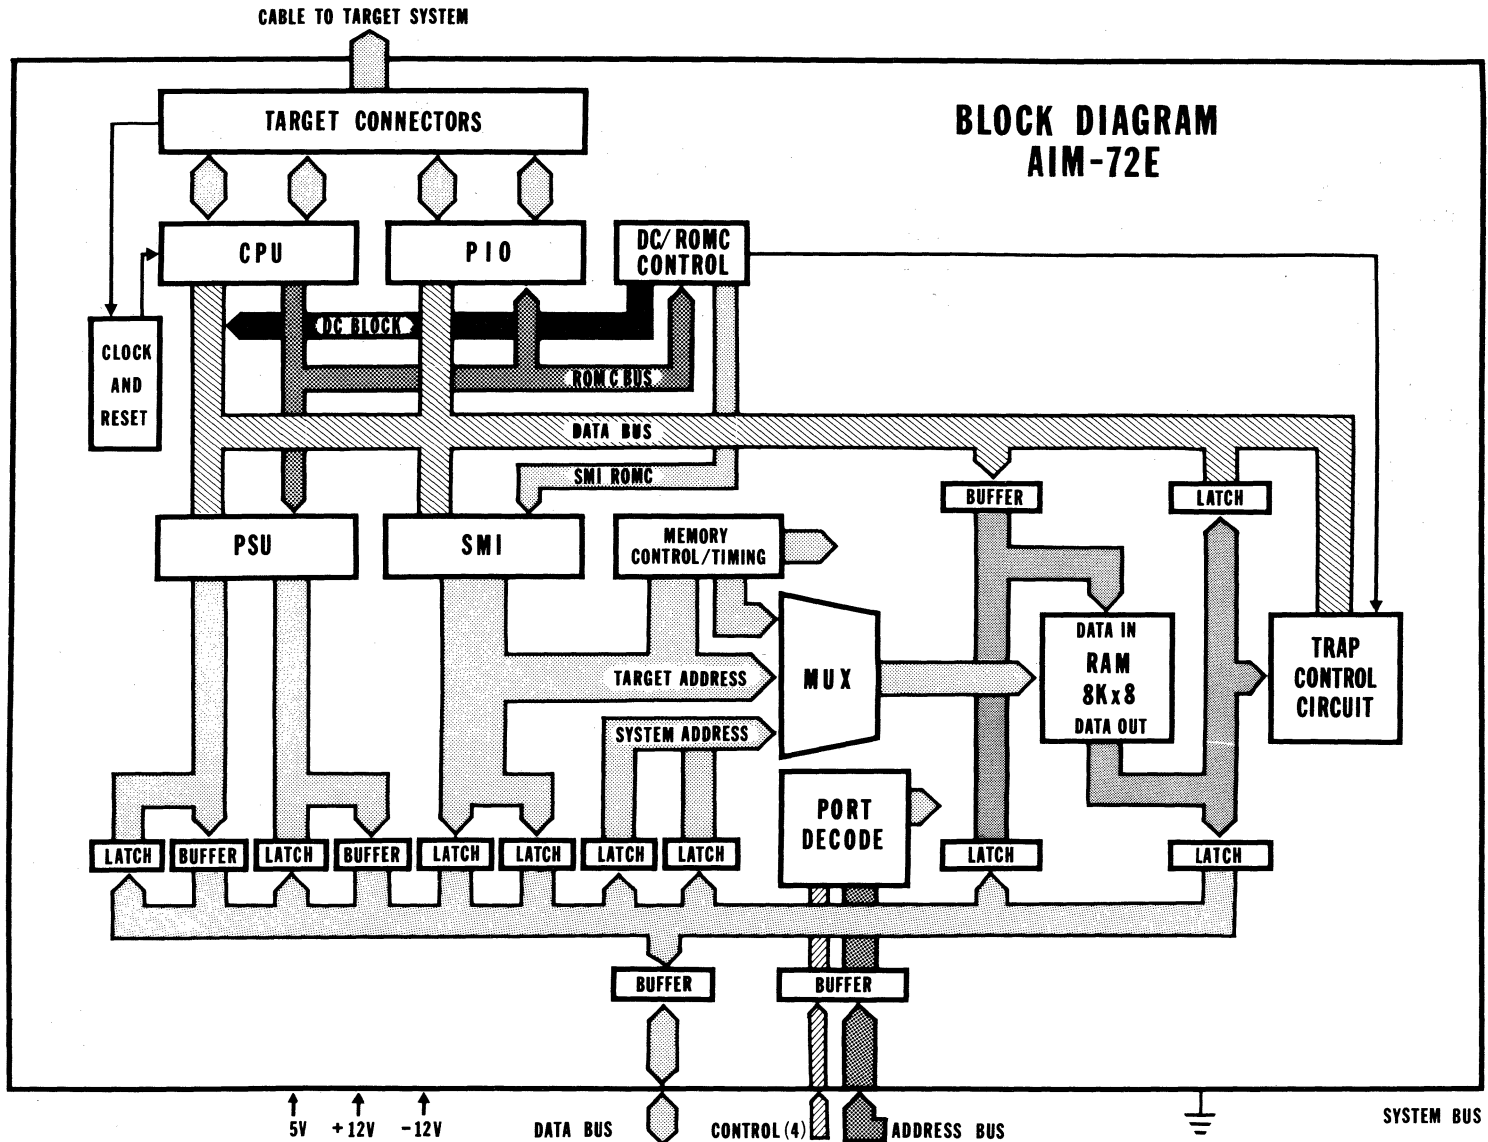 CABLE TO TARGET SYSTEM
BLOCK DIAGRAM
AIM-72E
TARGET CONNECTORS
CPU
PIO
DC/ROMC
CONTROL
DC BLOCK
CLOCK
AND
RESET
ROMC BUS
DATA BUS
SMI ROMC
BUFFER
LATCH
PSU
SMI
MEMORY
CONTROL/TIMING
DATA IN
RAM
8Kx8
DATA OUT
TRAP
CONTROL
CIRCUIT
MUX
TARGET ADDRESS
SYSTEM ADDRESS
PORT
DECODE
LATCH
BUFFER
LATCH
BUFFER
LATCH
LATCH
LATCH
LATCH
LATCH
LATCH
BUFFER
BUFFER
5V
+12V
-12V
DATA BUS
CONTROL(4)
ADDRESS BUS
SYSTEM BUS